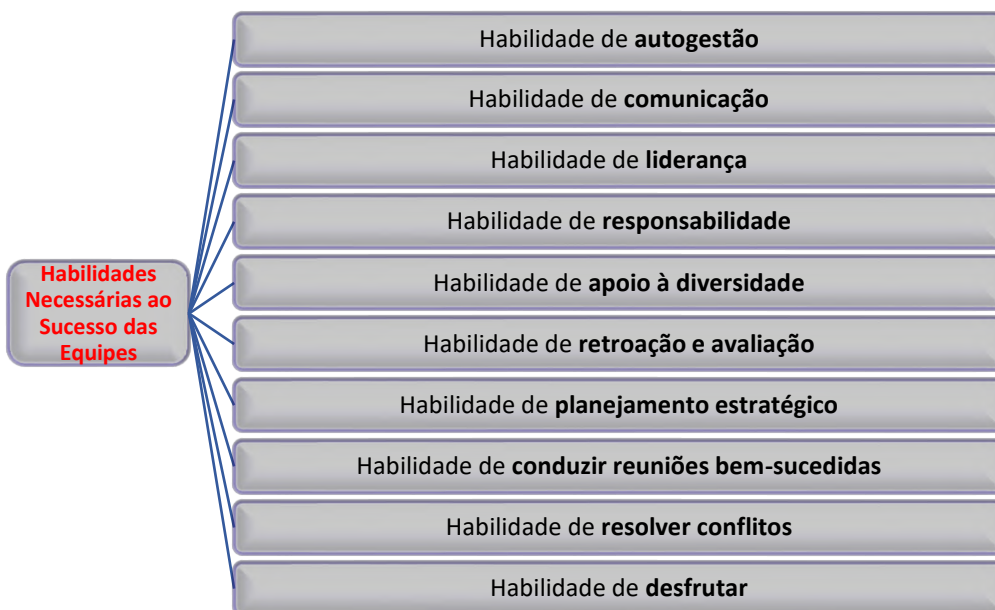 Habilidade de autogestão
Habilidade de comunicação
Habilidade de liderança
Habilidade de responsabilidade
Habilidades
Necessárias ao
Sucesso das
Equipes
Habilidade de apoio à diversidade
Habilidade de retroação e avaliação
Habilidade de planejamento estratégico
Habilidade de conduzir reuniões bem-sucedidas
Habilidade de resolver conflitos
Habilidade de desfrutar